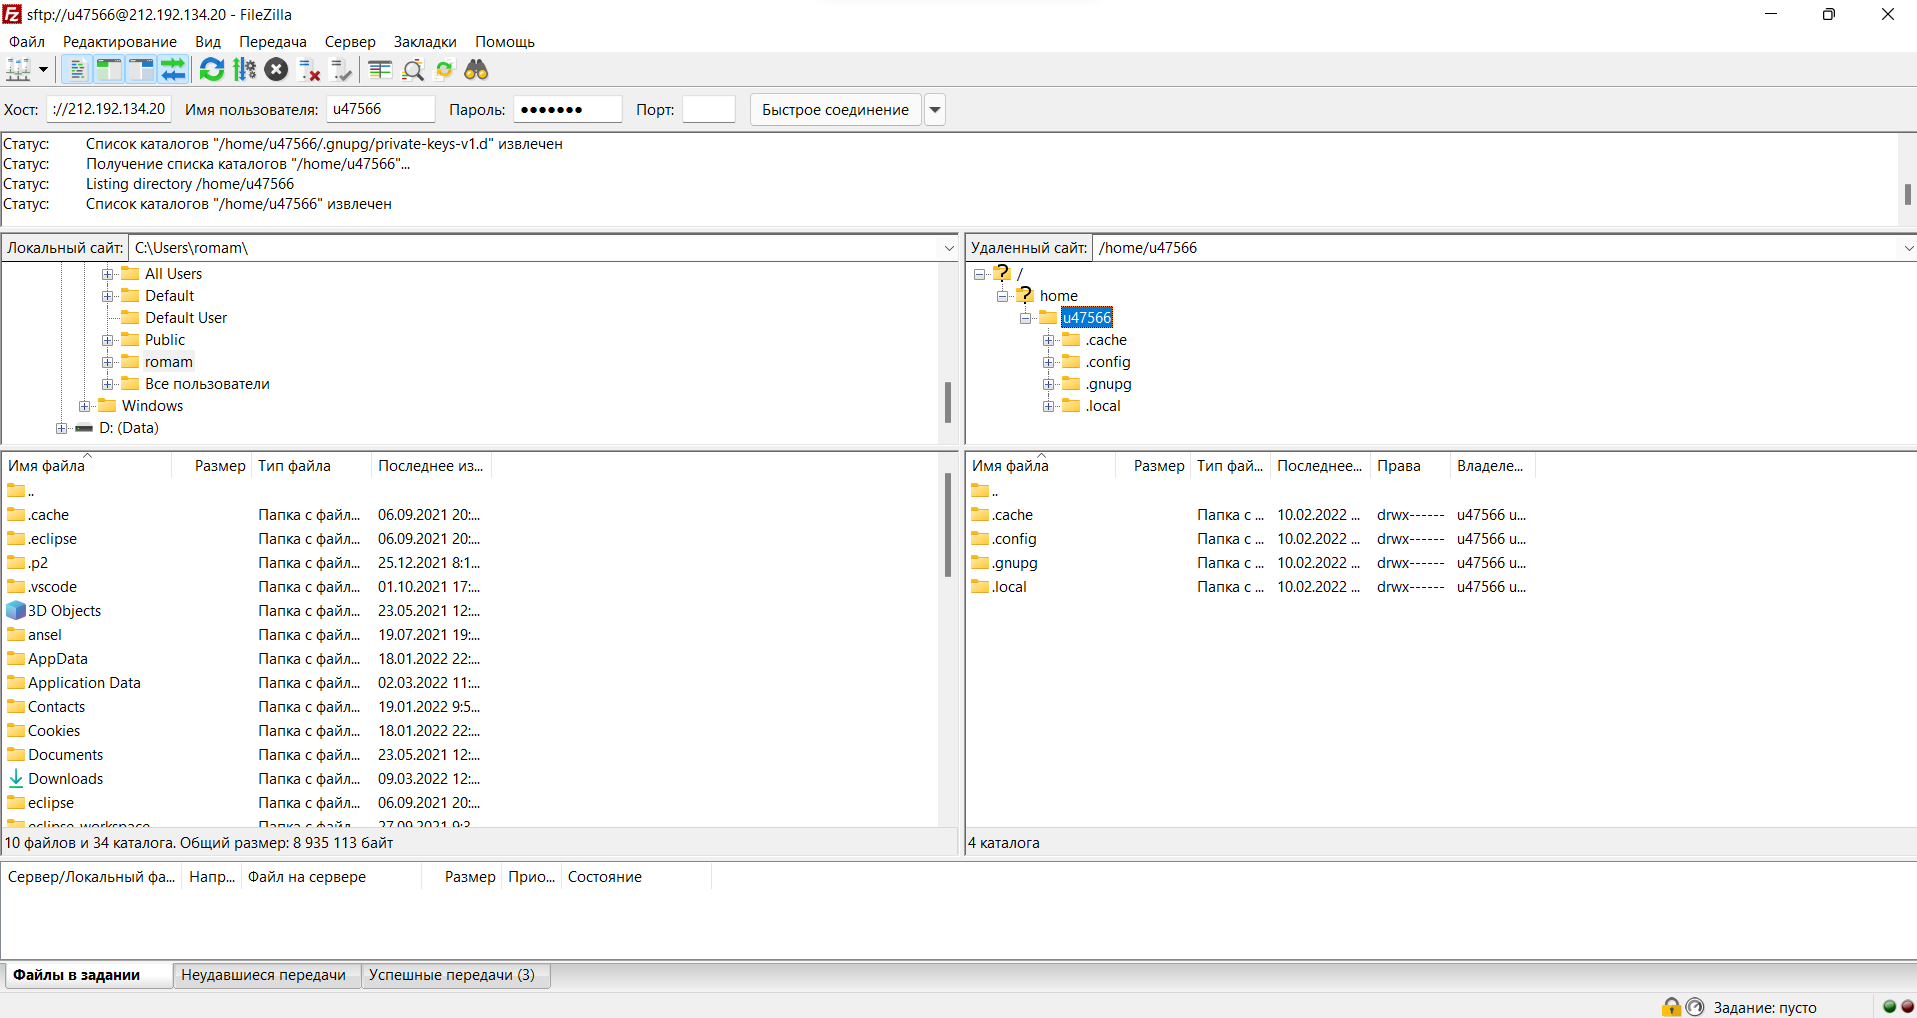 sftp://u47566@212.192.134.20 - FileZilla
Файл Редактирование Вид Передача Сервер Закладки Помощь
Хост: ://212.192.134.20 Имя пользователя: u47566 Пароль: ●●●●●●● Порт: Быстрое соединение
Статус: Список каталогов "/home/u47566/.gnupg/private-keys-v1.d" извлечен
Статус: Получение списка каталогов "/home/u47566"...
Статус: Listing directory /home/u47566
Статус: Список каталогов "/home/u47566" извлечен
Локальный сайт: C:\Users\romam\
All Users
Default
Default User
Public
romam
Все пользователи
Windows
D: (Data)
Удаленный сайт: /home/u47566
/
home
u47566
.cache
.config
.gnupg
.local
Имя файла Размер Тип файла Последнее из...
..
.cache Папка с файл... 06.09.2021 20:...
.eclipse Папка с файл... 06.09.2021 20:...
.p2 Папка с файл... 25.12.2021 8:1...
.vscode Папка с файл... 01.10.2021 17:...
3D Objects Папка с файл... 23.05.2021 12:...
ansel Папка с файл... 19.07.2021 19:...
AppData Папка с файл... 18.01.2022 22:...
Application Data Папка с файл... 02.03.2022 11:...
Contacts Папка с файл... 19.01.2022 9:5...
Cookies Папка с файл... 18.01.2022 22:...
Documents Папка с файл... 23.05.2021 12:...
Downloads Папка с файл... 09.03.2022 12:...
eclipse Папка с файл... 06.09.2021 20:...
eclipse-workspace Папка с файл... 27.09.2021 9:3...
10 файлов и 34 каталога. Общий размер: 8 935 113 байт
Имя файла Размер Тип фай... Последнее... Права Владеле...
..
.cache Папка с ... 10.02.2022 ... drwx------ u47566 u...
.config Папка с ... 10.02.2022 ... drwx------ u47566 u...
.gnupg Папка с ... 10.02.2022 ... drwx------ u47566 u...
.local Папка с ... 10.02.2022 ... drwx------ u47566 u...
4 каталога
Сервер/Локальный фа... Напр... Файл на сервере Размер Прио... Состояние
Файлы в задании Неудавшиеся передачи Успешные передачи (3)
Задание: пусто